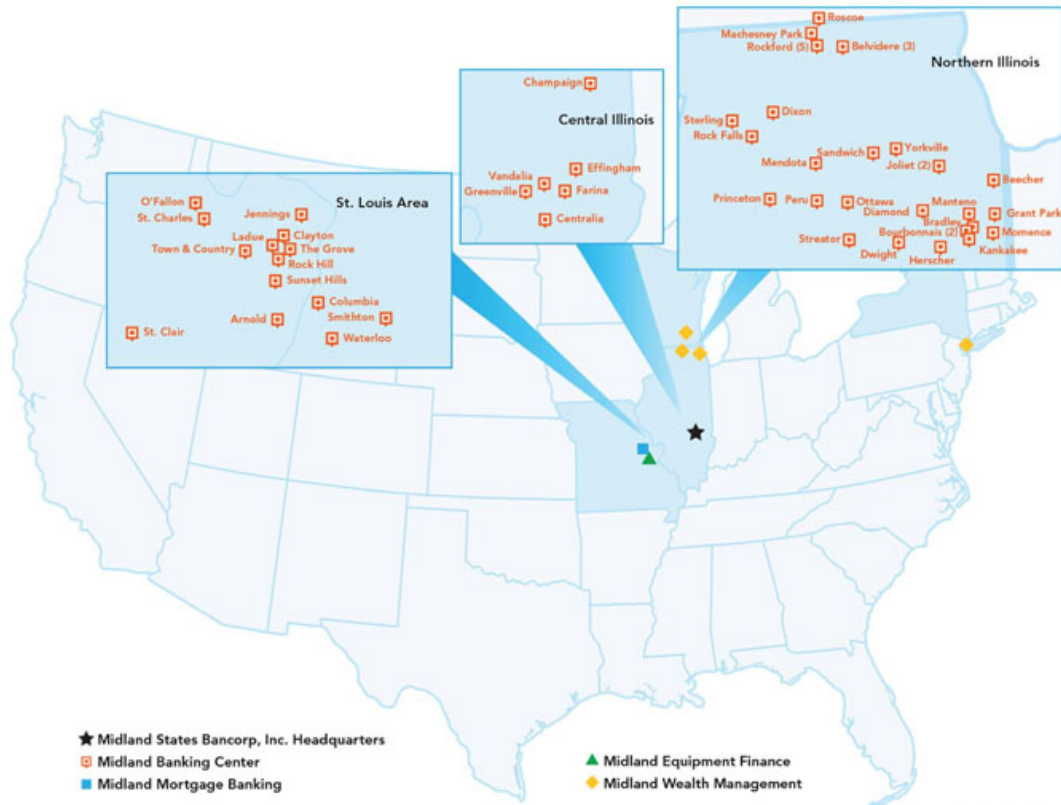 Roscoe
Machesney Park
Rockford (5)
Belvidere (3)
Northern Illinois
Dixon
Sterling
Rock Falls
Sandwich
Yorkville
Mendota
Joliet (2)
Beecher
Princeton
Peru
Ottawa
Manteno
Diamond
Grant Park
Bradley
Bourbonnais (2)
Momence
Streator
Dwight
Herscher
Kankakee
Champaign
Central Illinois
Effingham
Vandalia
Greenville
Farina
Centralia
St. Louis Area
O'Fallon
St. Charles
Jennings
Clayton
Ladue
Town & Country
The Grove
Rock Hill
Sunset Hills
Columbia
Arnold
Smithton
St. Clair
Waterloo
Midland States Bancorp, Inc. Headquarters
Midland Banking Center
Midland Mortgage Banking
Midland Equipment Finance
Midland Wealth Management